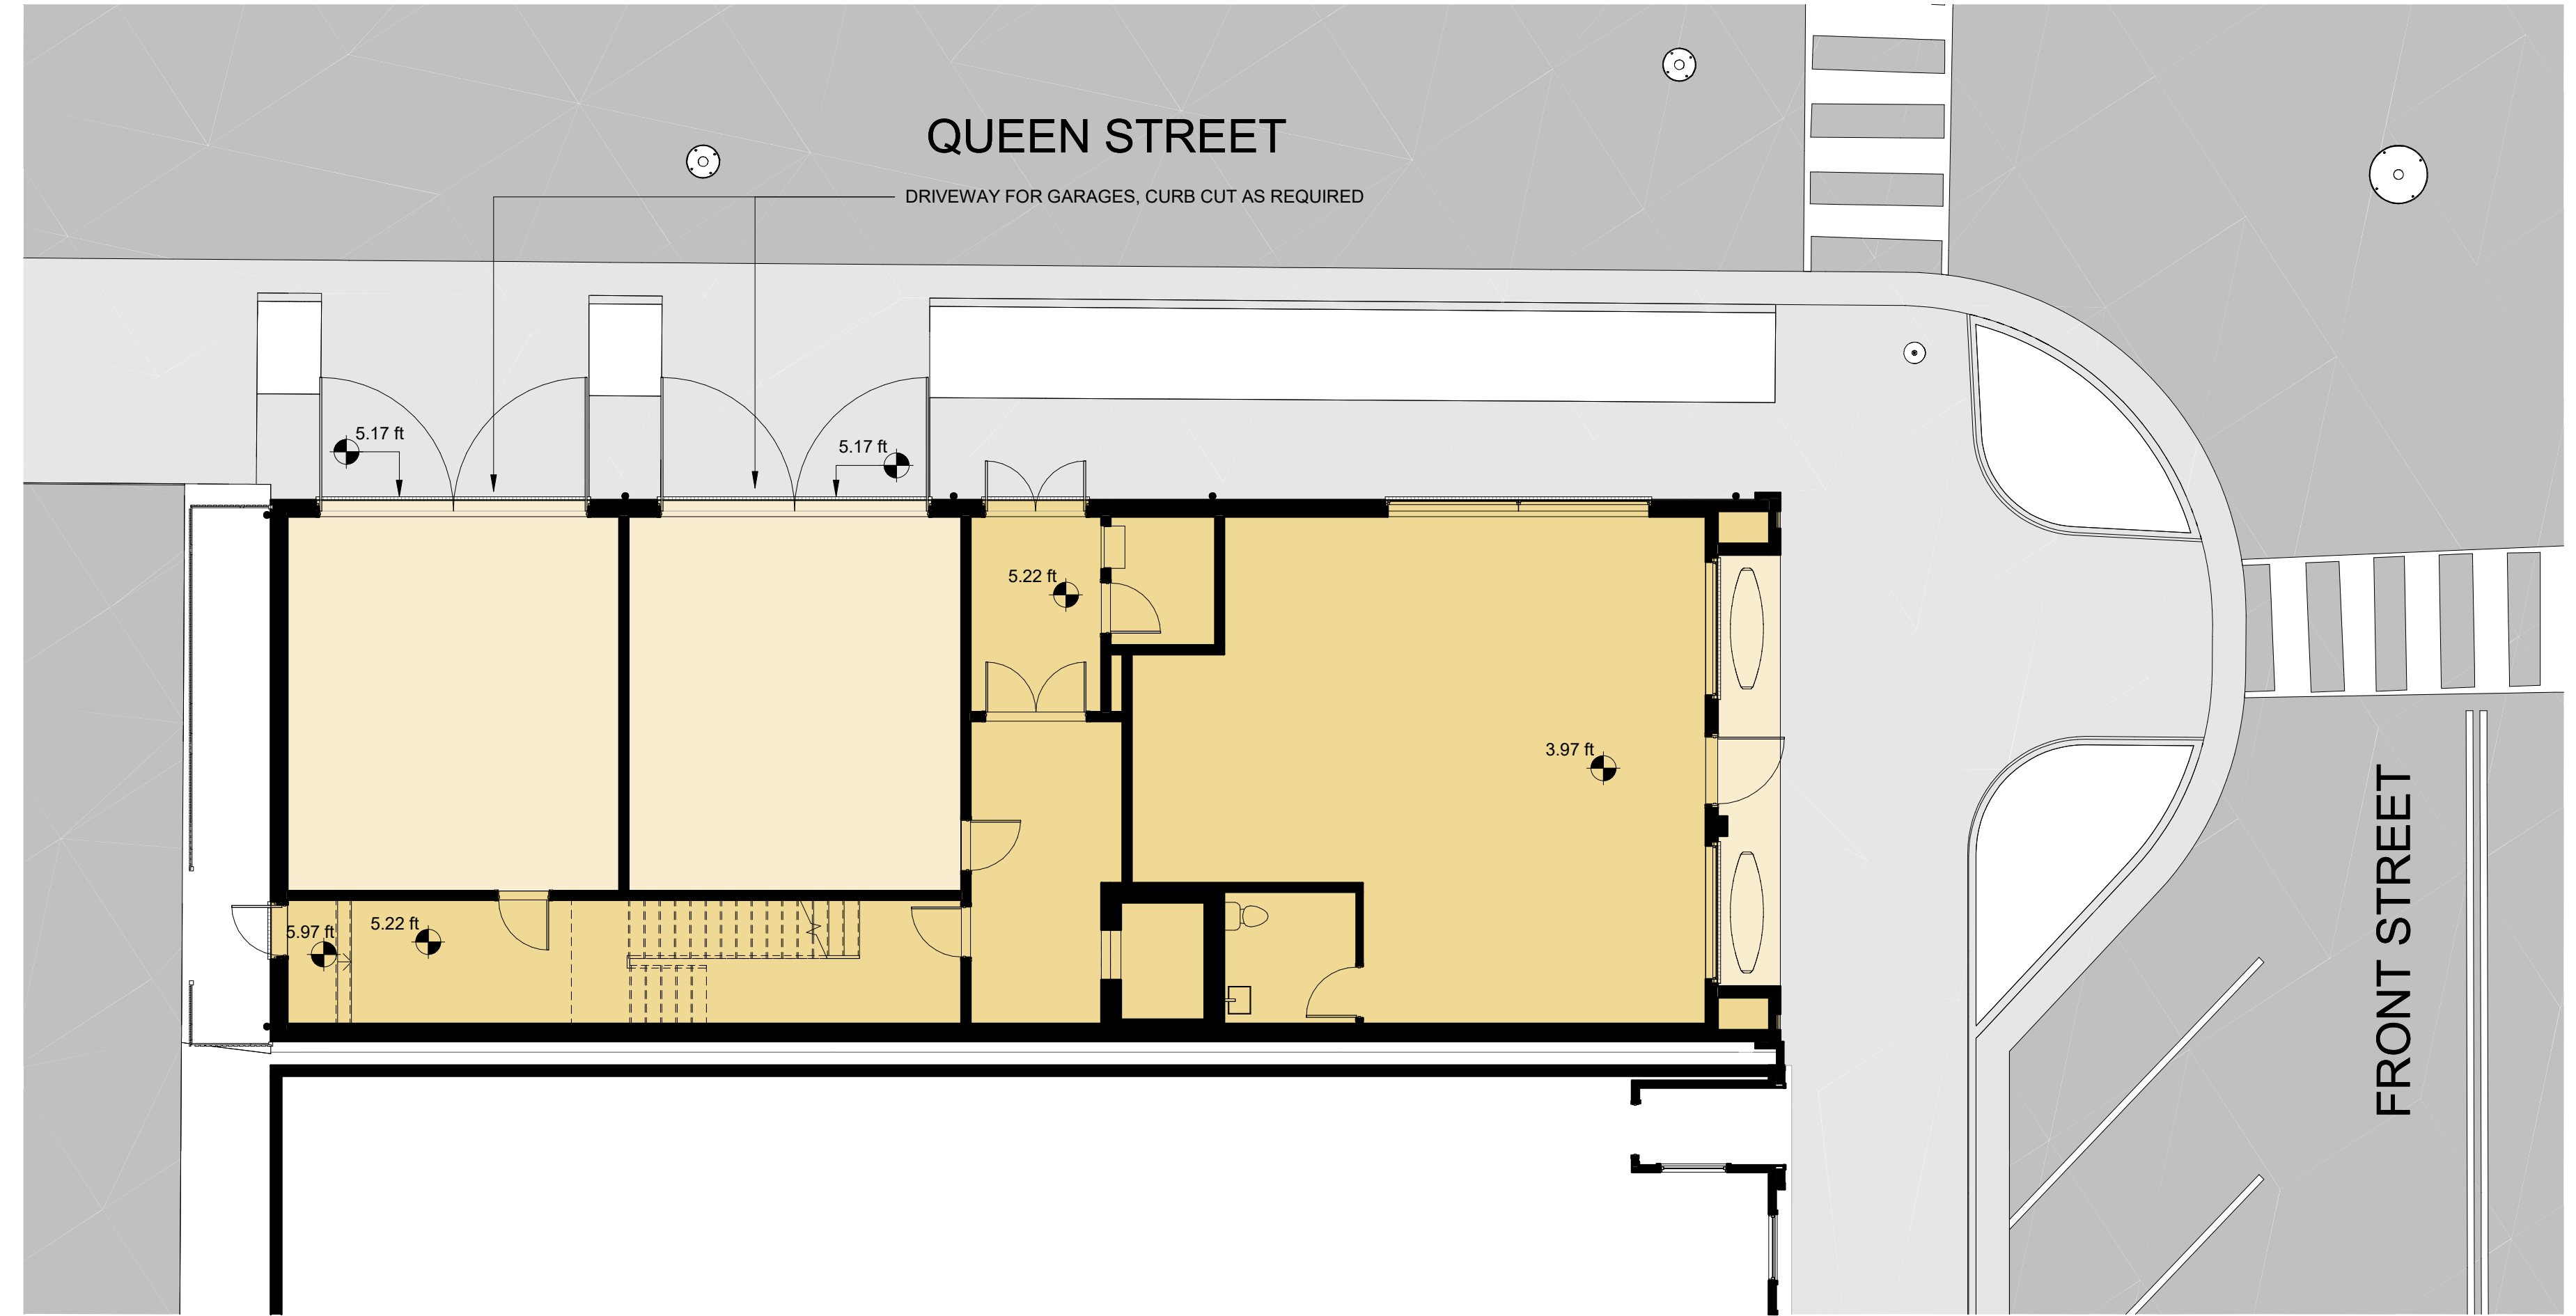 QUEEN STREET
DRIVEWAY FOR GARAGES, CURB CUT AS REQUIRED
5.17 ft
5.17 ft
5.22 ft
3.97 ft
5.97 ft
5.22 ft
FRONT STREET